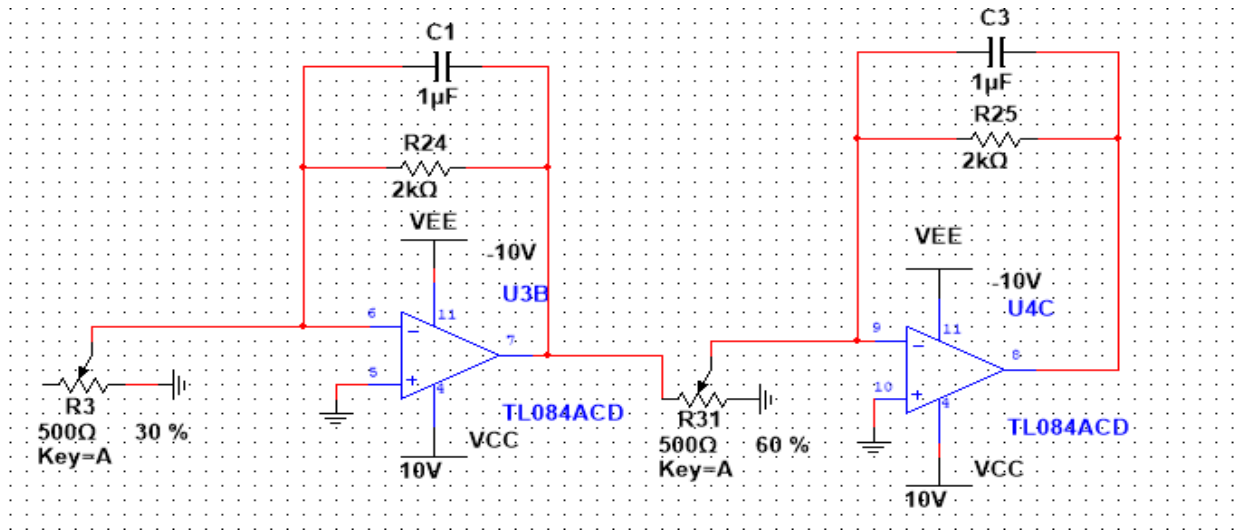 C1
1µF
R24
2kΩ
VEE
-10V
U3B
6
11
7
5
4
TL084ACD
VCC
10V
R3
500Ω 30 %
Key=A
C3
1µF
R25
2kΩ
VEE
-10V
U4C
9
11
8
10
4
TL084ACD
VCC
10V
R31
500Ω 60 %
Key=A